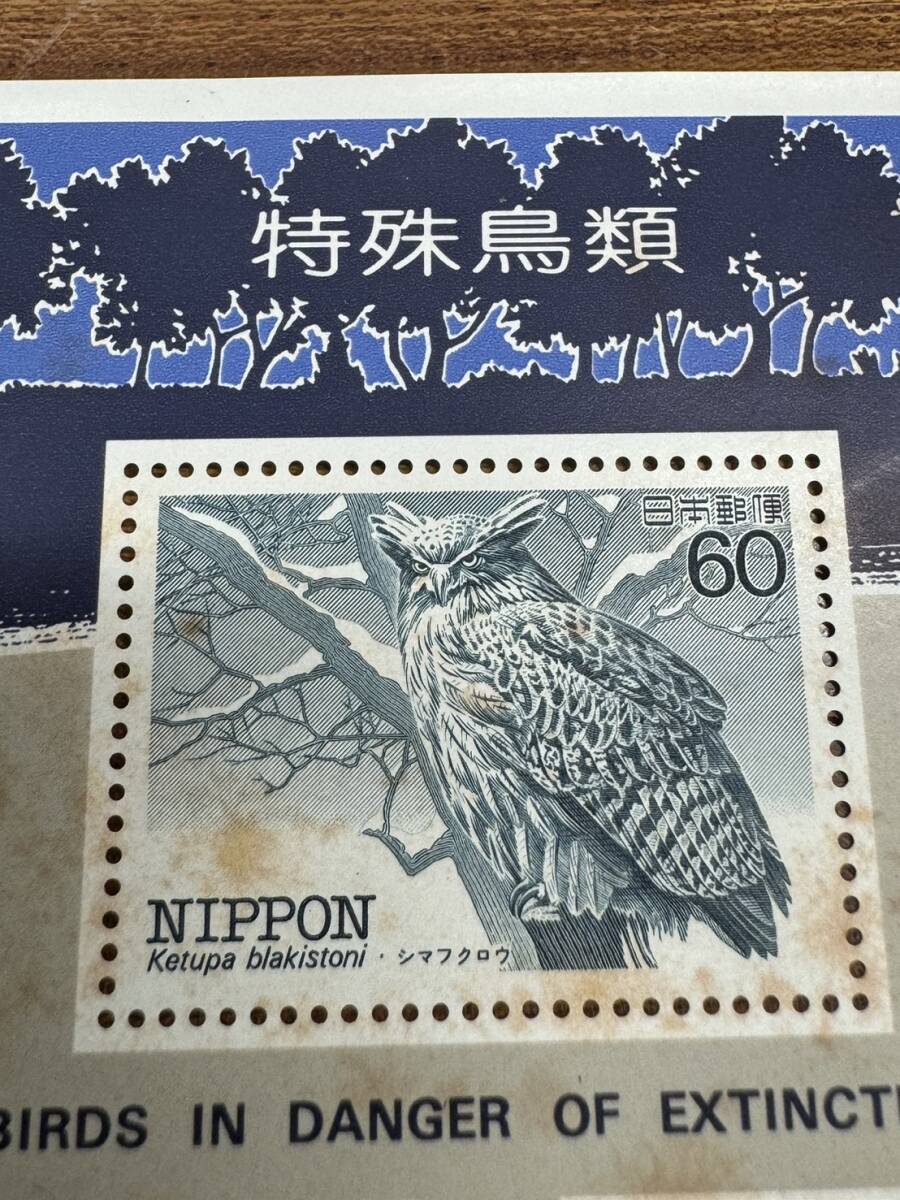 特殊鳥類
日本郵便
60
NIPPON
Ketupa blakistoni・シマフクロウ
BIRDS IN DANGER OF EXTINCTI